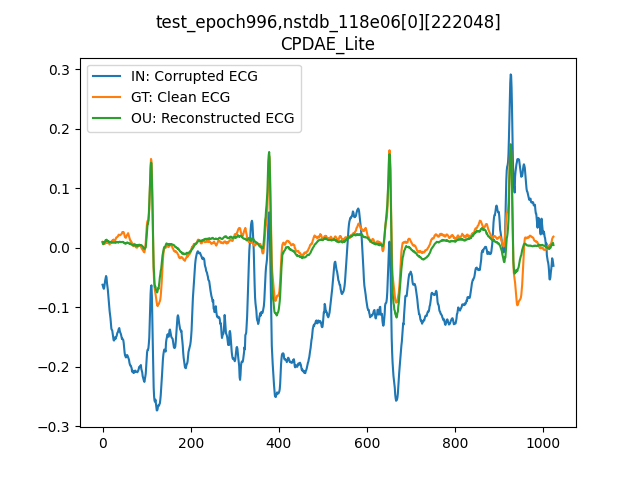 test_epoch996,nstdb_118e06[0][222048]
CPDAE_Lite
IN: Corrupted ECG
GT: Clean ECG
OU: Reconstructed ECG
0.3
0.2
0.1
0.0
−0.1
−0.2
−0.3
0 200 400 600 800 1000